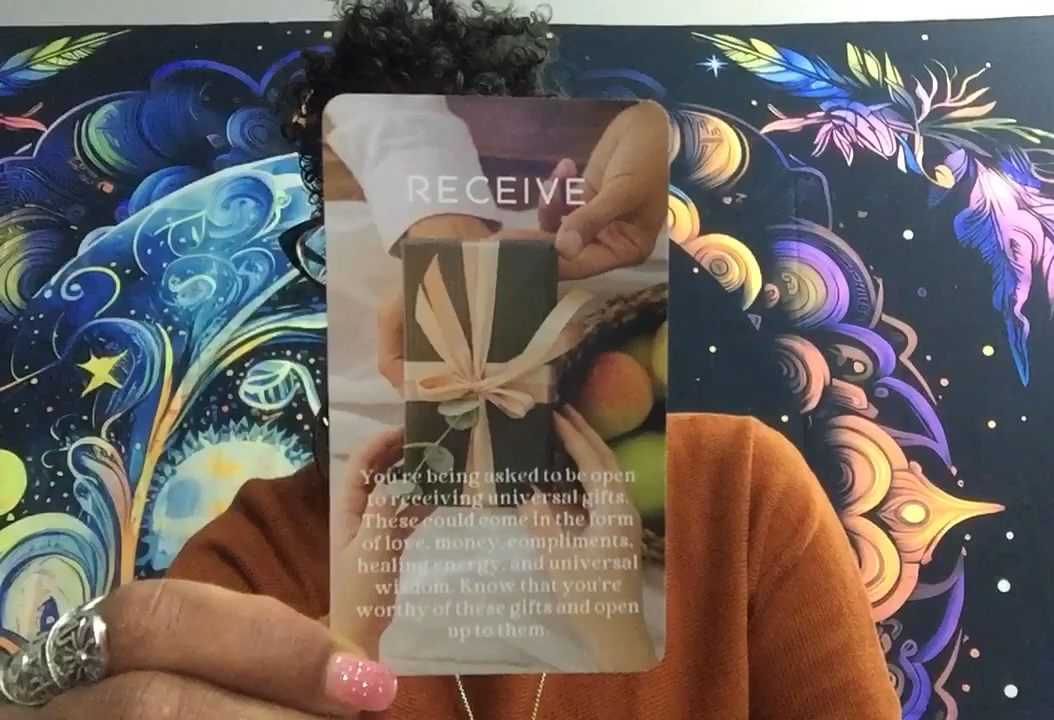 RECEIVE
You're being asked to be open
to receiving universal gifts.
These could come in the form
of love, money, compliments,
healing energy, and universal
wisdom. Know that you're
worthy of these gifts and open
up to them.